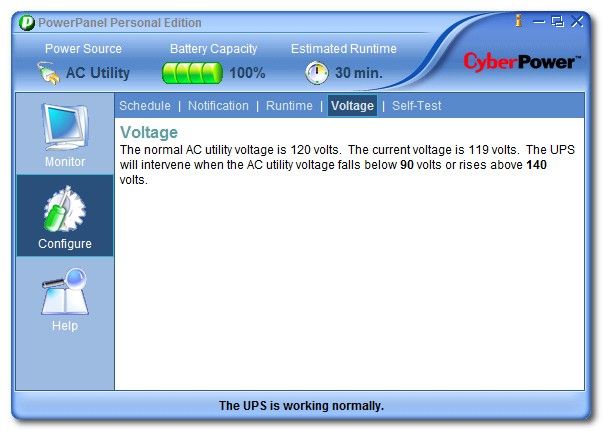 PowerPanel Personal Edition
Power Source Battery Capacity Estimated Runtime
AC Utility 100% 30 min.
CyberPower™
Schedule | Notification | Runtime | Voltage | Self-Test
Voltage
The normal AC utility voltage is 120 volts. The current voltage is 119 volts. The UPS
will intervene when the AC utility voltage falls below 90 volts or rises above 140
volts.
Monitor
Configure
Help
The UPS is working normally.